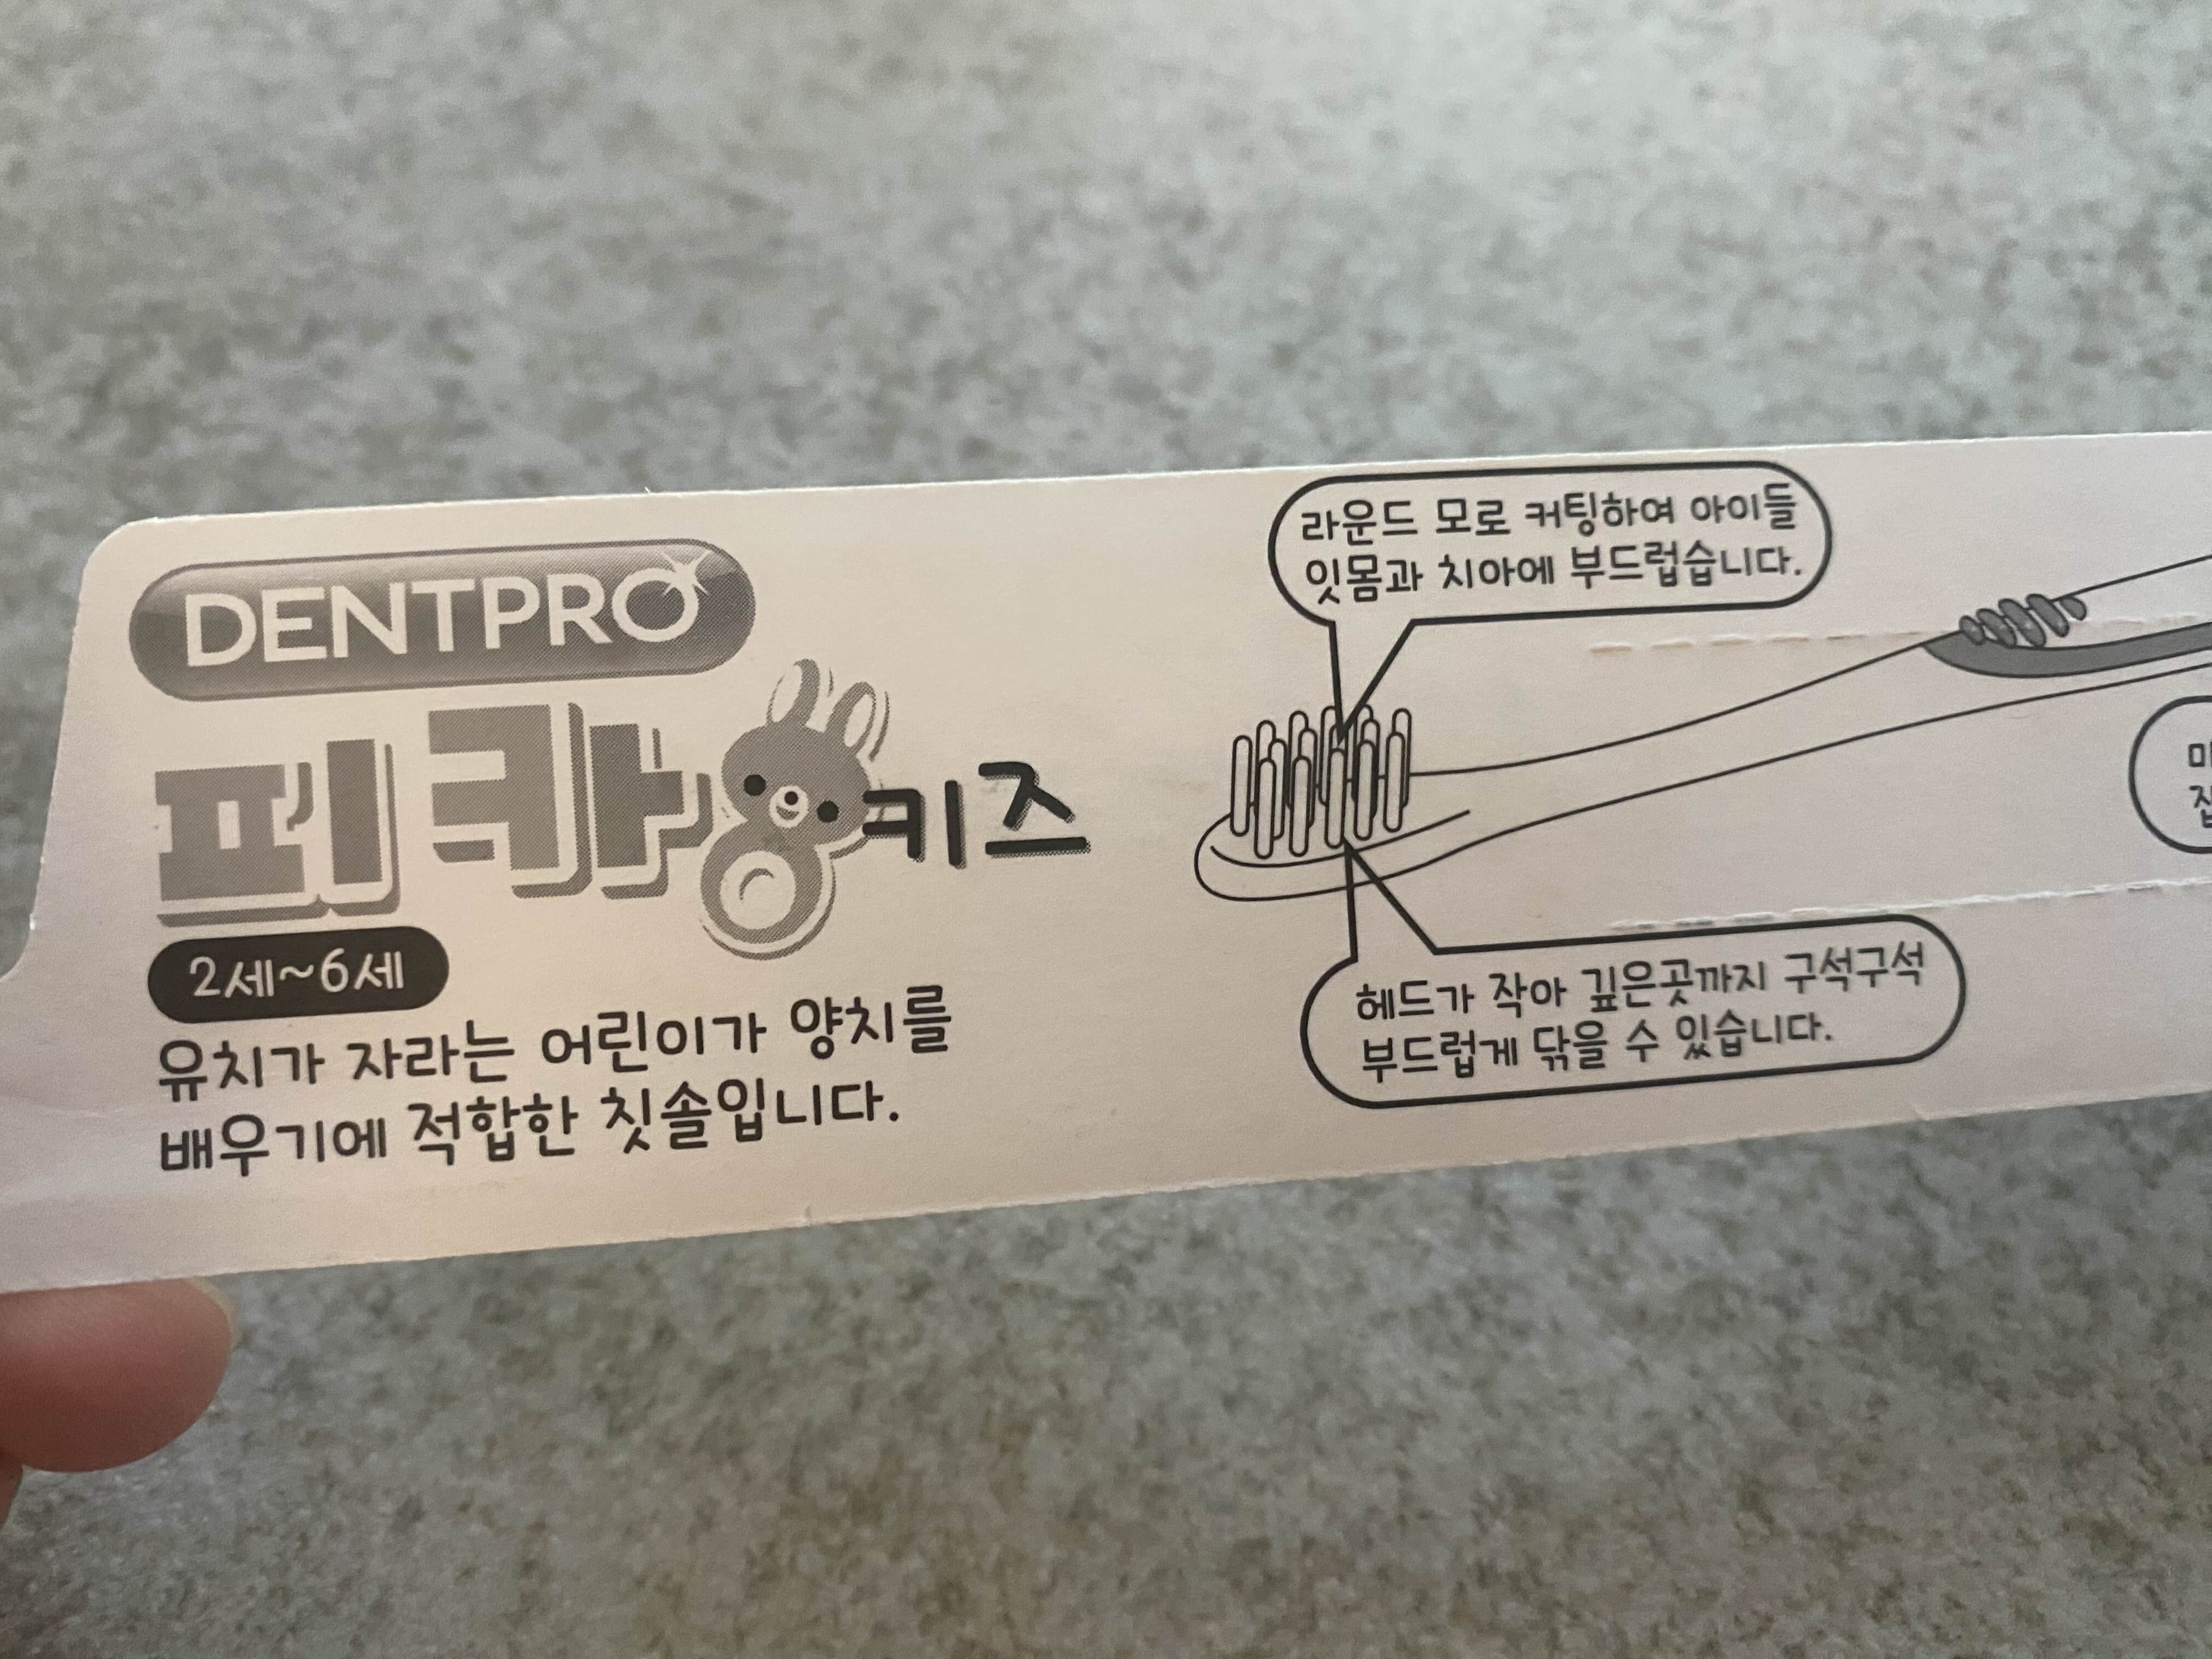 DENTPRO
피카
키즈
2세~6세
유치가 자라는 어린이가 양치를
배우기에 적합한 칫솔입니다.
라운드 모로 커팅하여 아이들
잇몸과 치아에 부드럽습니다.
헤드가 작아 깊은곳까지 구석구석
부드럽게 닦을 수 있습니다.